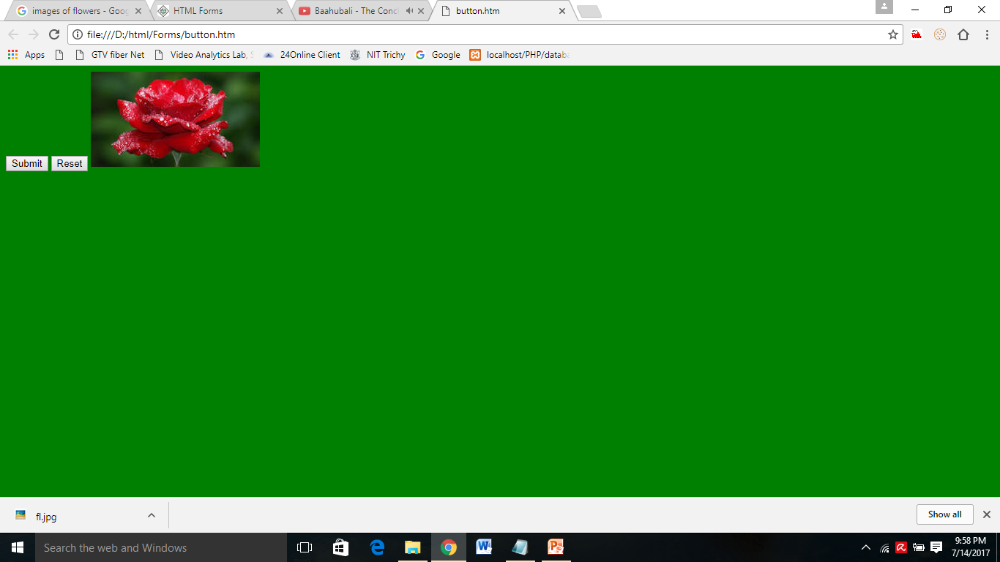 images of flowers - Goog
HTML Forms
Baahubali - The Concl
button.htm
file:///D:/html/Forms/button.htm
Apps
GTV fiber Net
Video Analytics Lab, S
24Online Client
NIT Trichy
Google
localhost/PHP/databa
Submit
Reset
fl.jpg
Show all
Search the web and Windows
9:58 PM
7/14/2017